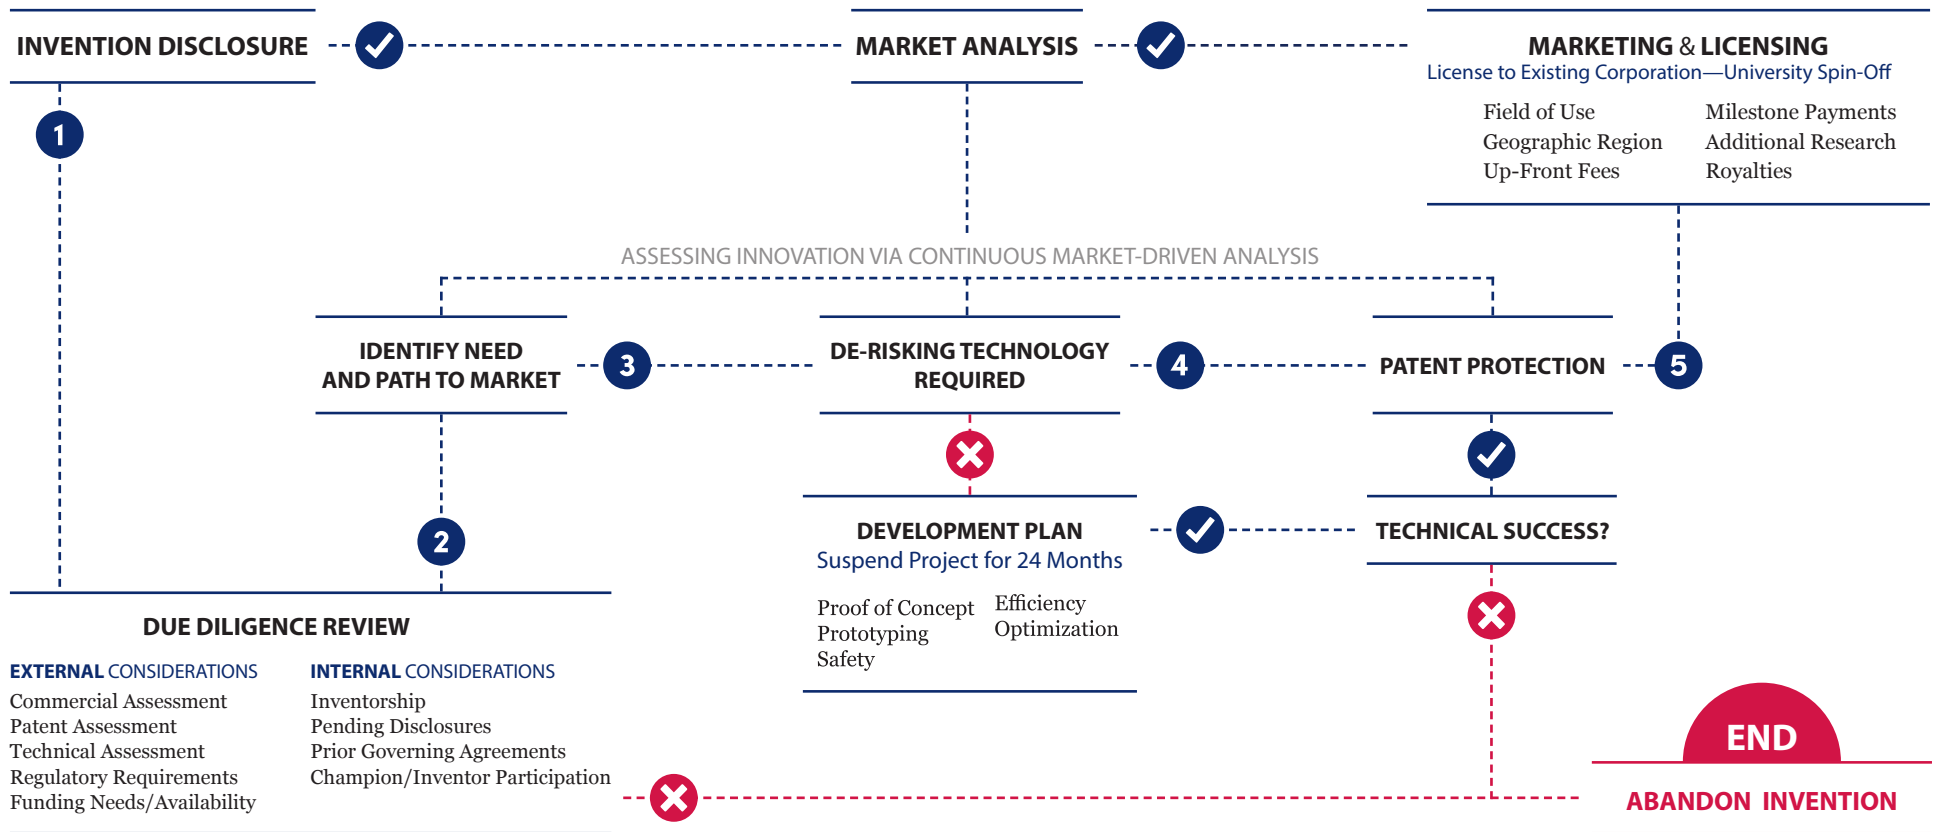 INVENTION DISCLOSURE
MARKET ANALYSIS
MARKETING & LICENSING
License to Existing Corporation—University Spin-Off
Field of Use
Geographic Region
Up-Front Fees
Milestone Payments
Additional Research
Royalties
1
ASSESSING INNOVATION VIA CONTINUOUS MARKET-DRIVEN ANALYSIS
IDENTIFY NEED
AND PATH TO MARKET
3
DE-RISKING TECHNOLOGY
REQUIRED
4
PATENT PROTECTION
5
2
DEVELOPMENT PLAN
Suspend Project for 24 Months
Proof of Concept
Prototyping
Safety
Efficiency
Optimization
TECHNICAL SUCCESS?
DUE DILIGENCE REVIEW
EXTERNAL CONSIDERATIONS
Commercial Assessment
Patent Assessment
Technical Assessment
Regulatory Requirements
Funding Needs/Availability
INTERNAL CONSIDERATIONS
Inventorship
Pending Disclosures
Prior Governing Agreements
Champion/Inventor Participation
END
ABANDON INVENTION